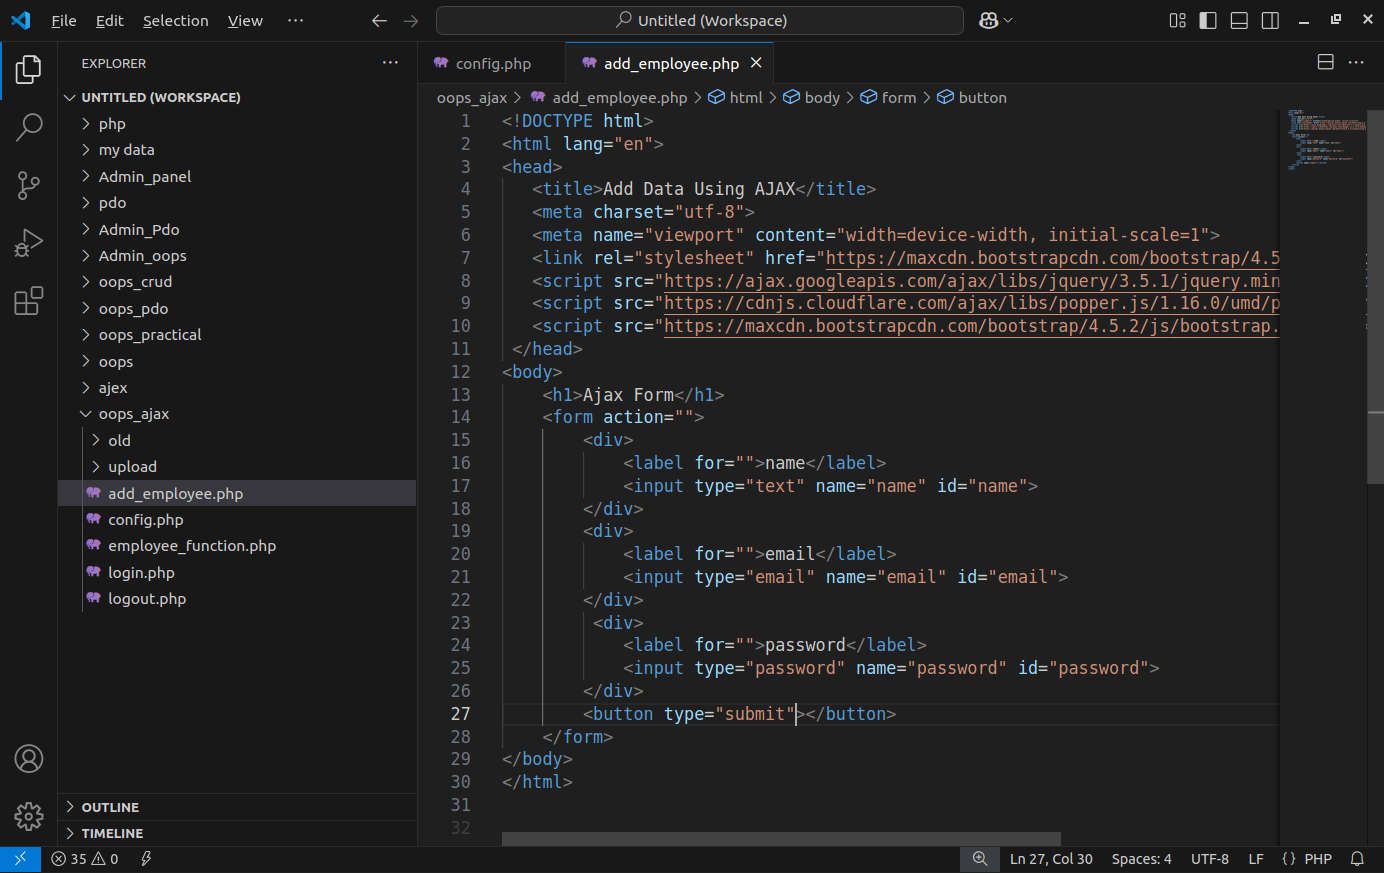 File Edit Selection View ··· Untitled (Workspace)
EXPLORER ···
UNTITLED (WORKSPACE)
php
my data
Admin_panel
pdo
Admin_Pdo
Admin_oops
oops_crud
oops_pdo
oops_practical
oops
ajex
oops_ajax
old
upload
add_employee.php
config.php
employee_function.php
login.php
logout.php
OUTLINE
TIMELINE
config.php add_employee.php
oops_ajax > add_employee.php > html > body > form > button
1 <!DOCTYPE html>
2 <html lang="en">
3 <head>
4 <title>Add Data Using AJAX</title>
5 <meta charset="utf-8">
6 <meta name="viewport" content="width=device-width, initial-scale=1">
7 <link rel="stylesheet" href="https://maxcdn.bootstrapcdn.com/bootstrap/4.5
8 <script src="https://ajax.googleapis.com/ajax/libs/jquery/3.5.1/jquery.min
9 <script src="https://cdnjs.cloudflare.com/ajax/libs/popper.js/1.16.0/umd/p
10 <script src="https://maxcdn.bootstrapcdn.com/bootstrap/4.5.2/js/bootstrap.
11 </head>
12 <body>
13 <h1>Ajax Form</h1>
14 <form action="">
15 <div>
16 <label for="">name</label>
17 <input type="text" name="name" id="name">
18 </div>
19 <div>
20 <label for="">email</label>
21 <input type="email" name="email" id="email">
22 </div>
23 <div>
24 <label for="">password</label>
25 <input type="password" name="password" id="password">
26 </div>
27 <button type="submit"></button>
28 </form>
29 </body>
30 </html>
31
32
35 0 Ln 27, Col 30 Spaces: 4 UTF-8 LF {} PHP